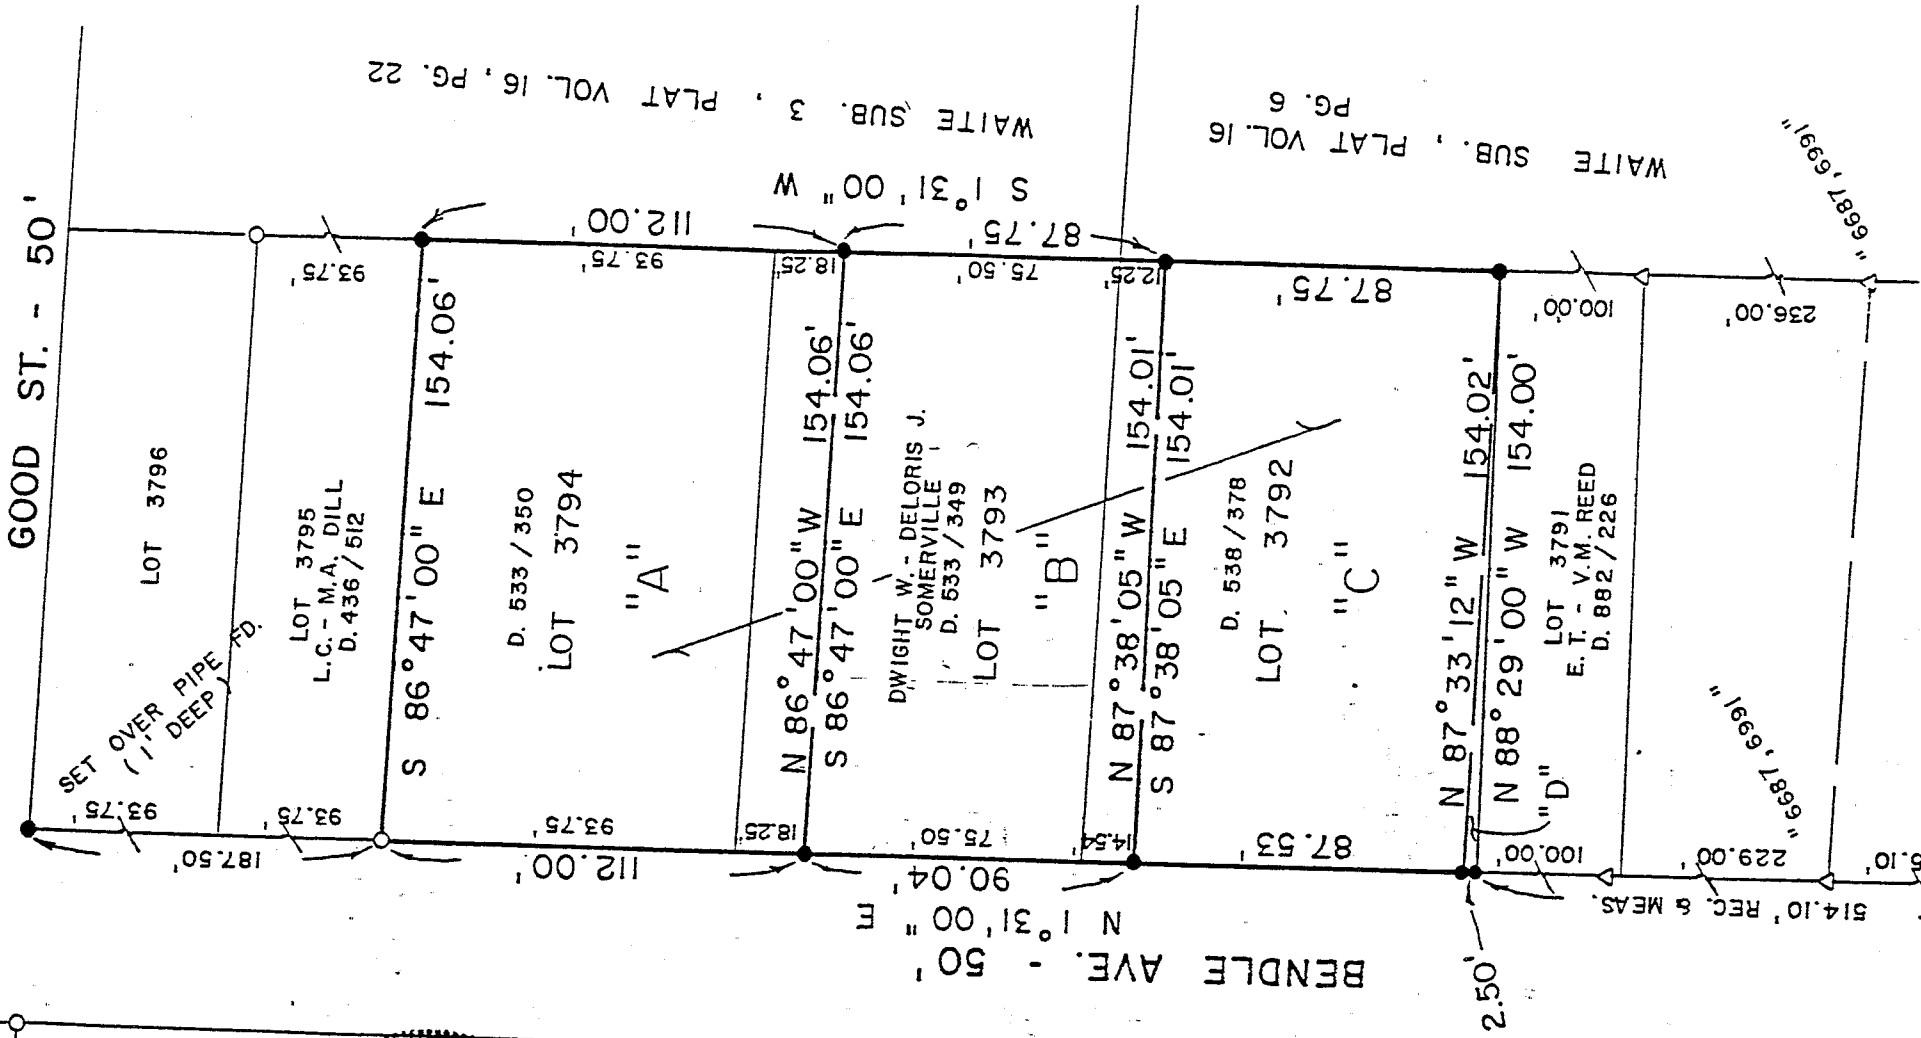 GOOD ST. - 50'
WAITE SUB. 3 , PLAT VOL. 16 , PG. 22
WAITE SUB. , PLAT VOL. 16
PG. 6
S 1° 31' 00" W
112.00'
87.75'
93.75'
93.75'
18.25'
75.50'
12.25'
87.75'
100.00'
236.00'
"6687, 6991"
LOT 3796
LOT 3795
L.C. - M.A. DILL
D. 436 / 512
S 86° 47' 00" E 154.06'
D. 533 / 350
LOT 3794
"A"
N 86° 47' 00" W 154.06'
S 86° 47' 00" E 154.06'
DWIGHT W. - DELORIS J.
SOMERVILLE
D. 533 / 349
LOT 3793
"B"
N 87° 38' 05" W 154.01'
S 87° 38' 05" E 154.01'
D. 538 / 378
LOT 3792
"C"
N 87° 33' 12" W 154.02'
N 88° 29' 00" W 154.00'
"D"
LOT 3791
E. T. - V.M. REED
D. 882 / 226
"6687, 6991"
SET OVER PIPE FD.
( 1' DEEP )
93.75'
93.75'
187.50'
93.75'
18.25'
112.00'
75.50'
14.54'
90.04'
87.53'
100.00'
229.00'
5.10'
514.10' REC. & MEAS.
2.50'
N 1° 31' 00" E
BENDLE AVE. - 50'